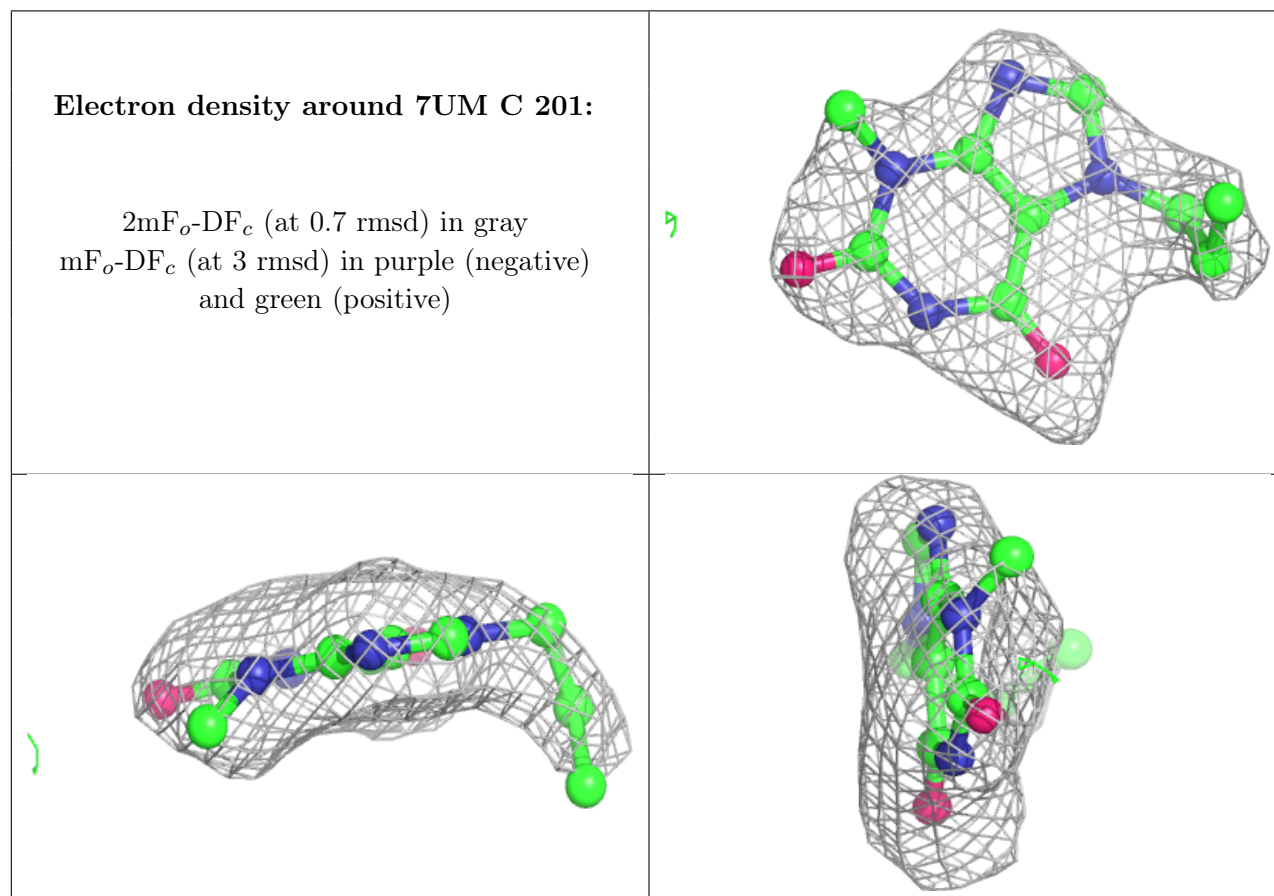 Electron density around 7UM C 201:
2mFo-DFc (at 0.7 rmsd) in gray
mFo-DFc (at 3 rmsd) in purple (negative)
and green (positive)